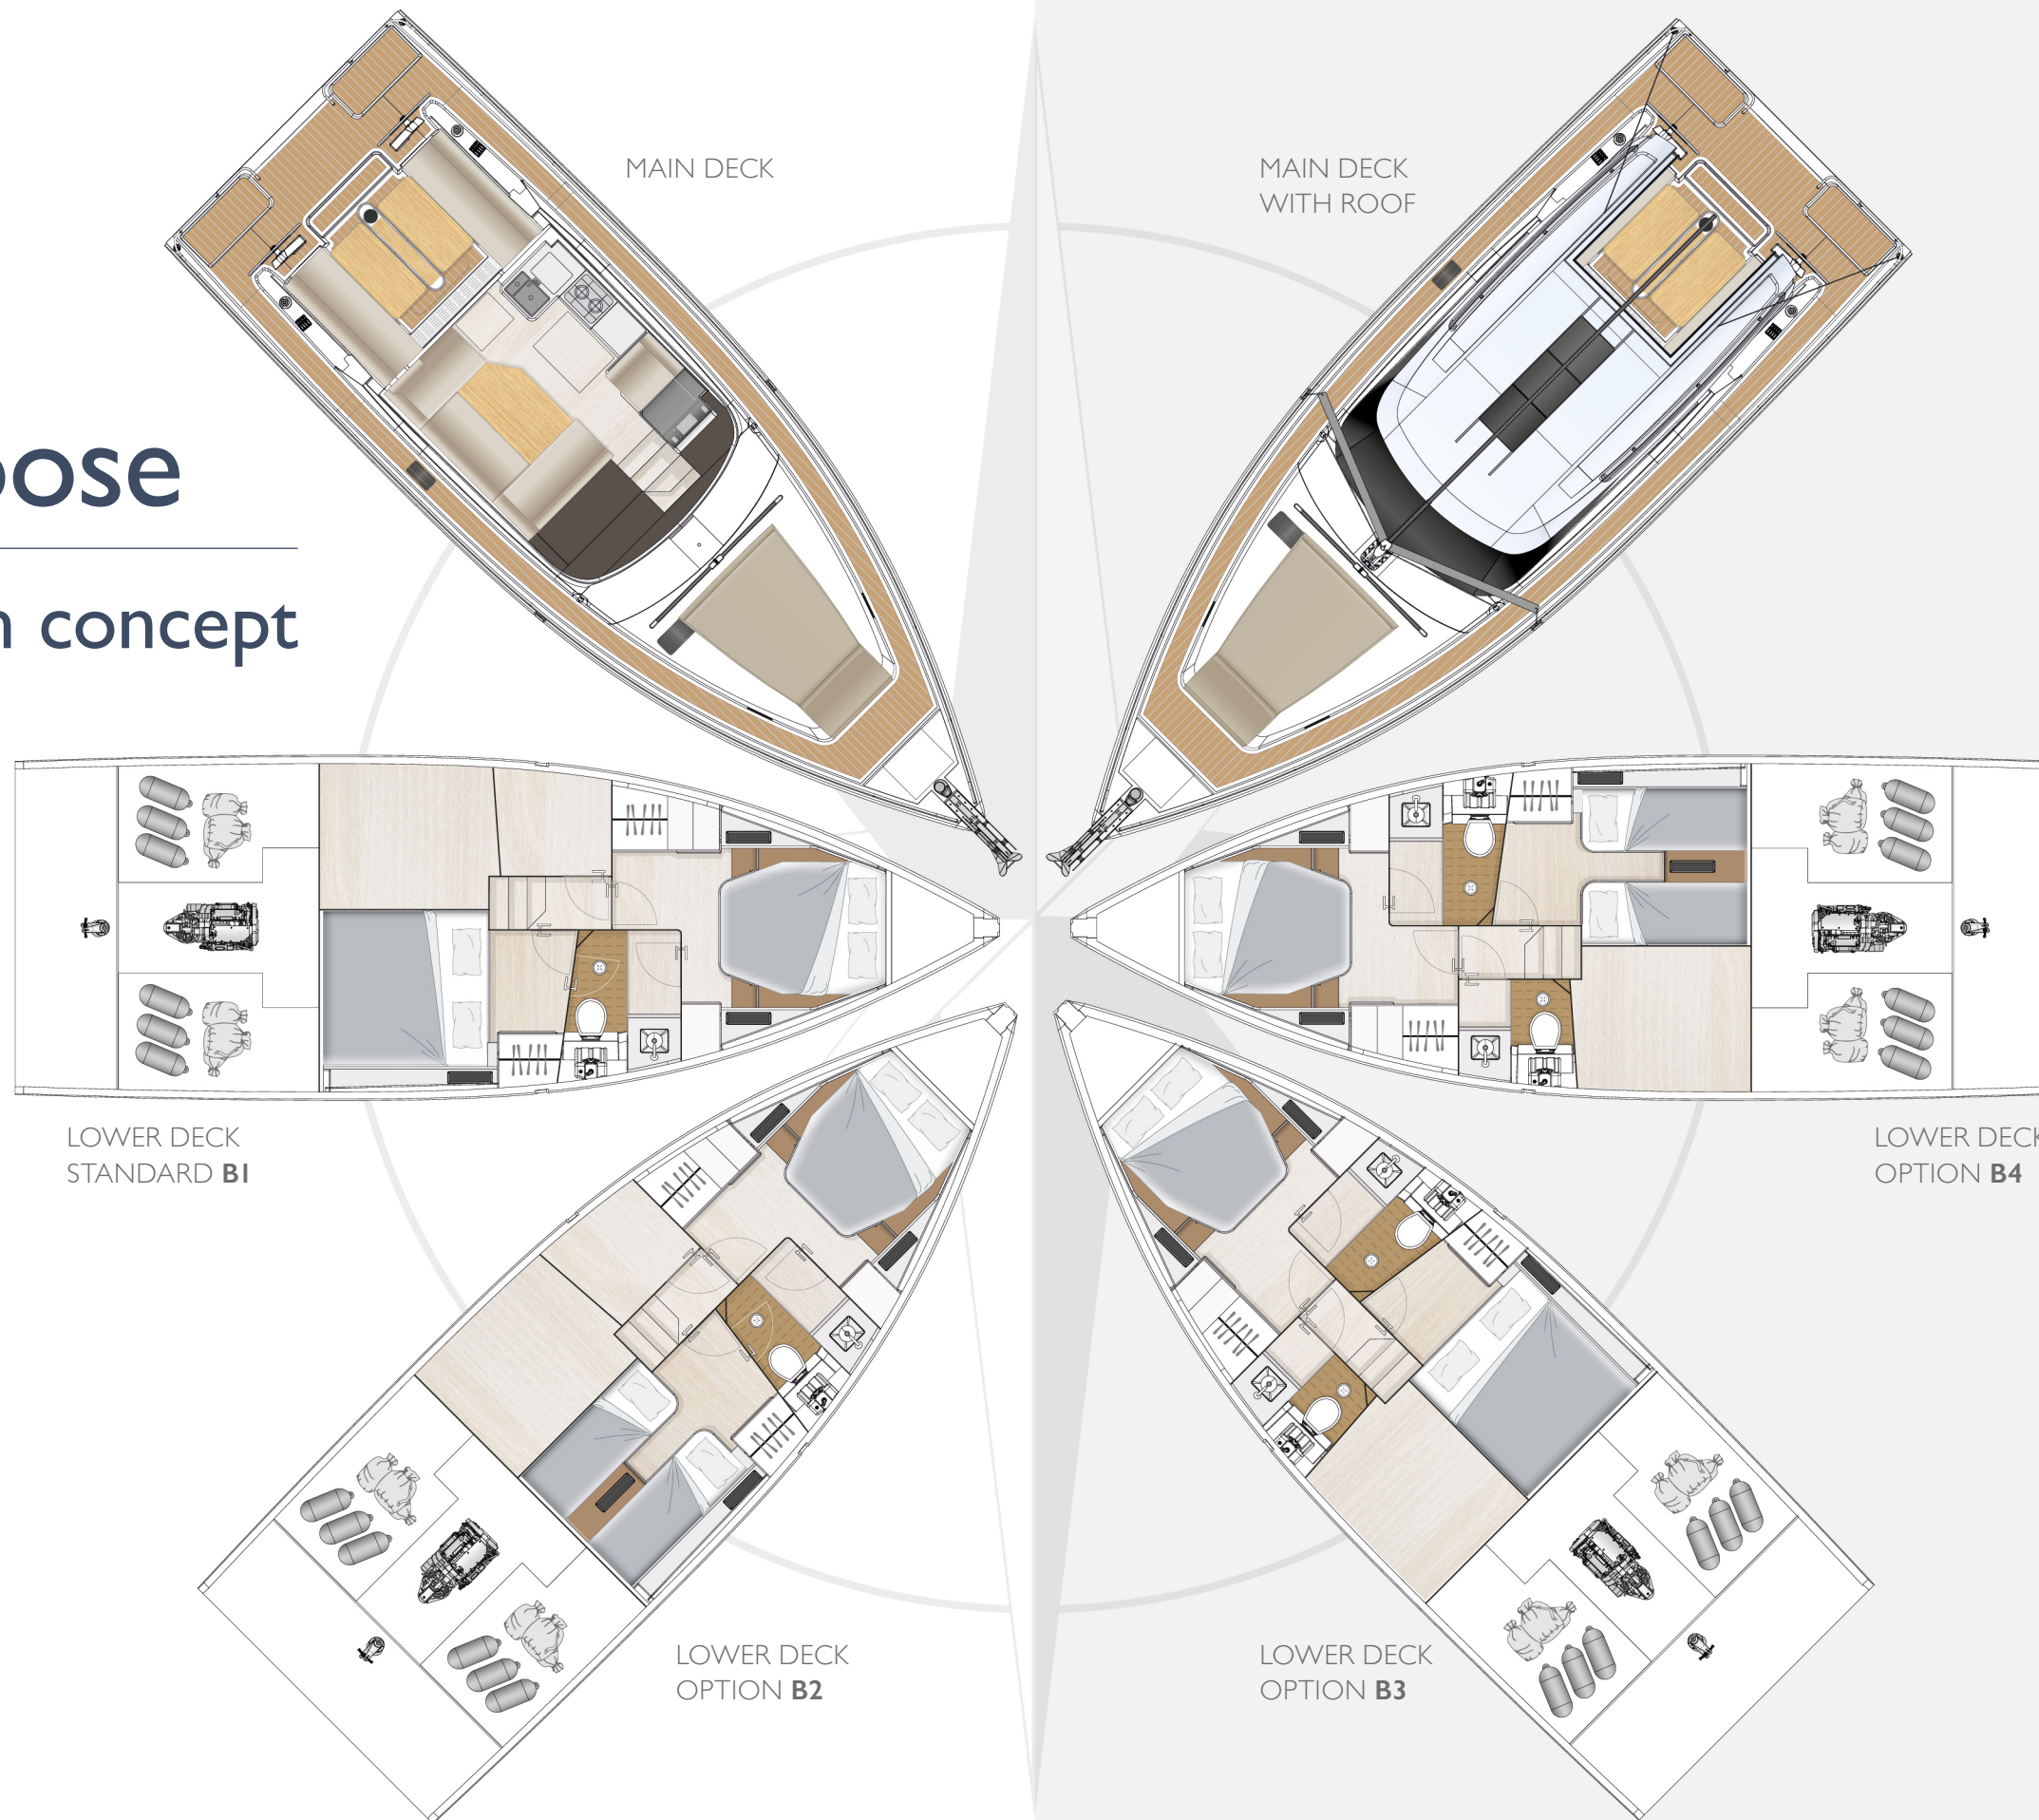 MAIN DECK
MAIN DECK
WITH ROOF
concept
LOWER DECK
STANDARD B1
LOWER DECK
OPTION B4
LOWER DECK
OPTION B2
LOWER DECK
OPTION B3